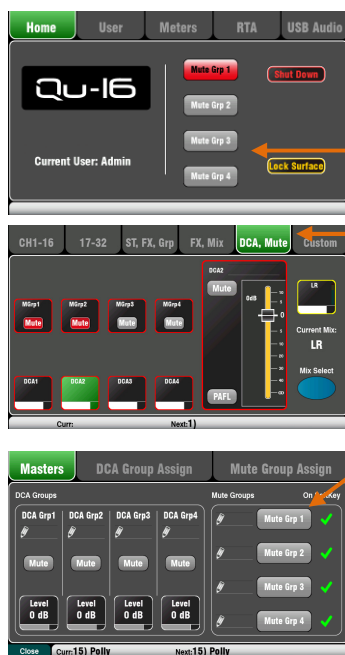 Home User Meters RTA USB Audio
Mute Grp 1
Shut Down
Qu-16
Mute Grp 2
Mute Grp 3
Current User: Admin
Lock Surface
Mute Grp 4
CH1-16 17-32 ST, FX, Grp FX, Mix DCA, Mute Custom
DCA2
Mute
0dB
LR
MGrp1 MGrp2 MGrp3 MGrp4
Mute Mute Mute Mute
0
Current Mix:
LR
Mix Select
DCA1 DCA2 DCA3 DCA4
PAFL
Curr: Next:1)
Masters DCA Group Assign Mute Group Assign
DCA Groups Mute Groups
DCA Grp1 DCA Grp2 DCA Grp3 DCA Grp4
Mute Grp 1
Mute Grp 2
Mute Mute Mute Mute
Mute Grp 3
Level Level Level Level
0 dB 0 dB 0 dB 0 dB
Mute Grp 4
Close Curr:15) Polly Next:15) Polly